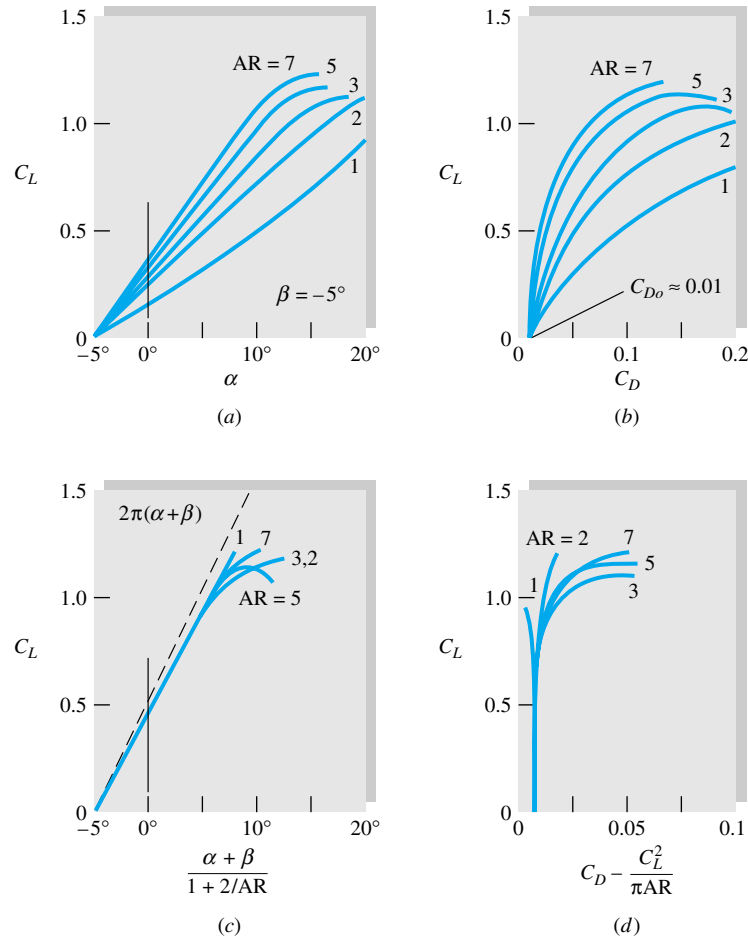 1.5
1.0
0.5
0
C_L
AR = 7
5
3
2
1
β = –5°
–5° 0° 10° 20°
α
(a)
1.5
1.0
0.5
0
C_L
AR = 7
5
3
2
1
C_Do ≈ 0.01
0 0.1 0.2
C_D
(b)
1.5
1.0
0.5
0
C_L
2π(α+β)
1 7
3,2
AR = 5
–5° 0° 10° 20°
α + β
1 + 2/AR
(c)
1.5
1.0
0.5
0
C_L
AR = 2
7
5
3
1
0 0.05 0.1
C_D – C_L^2
πAR
(d)